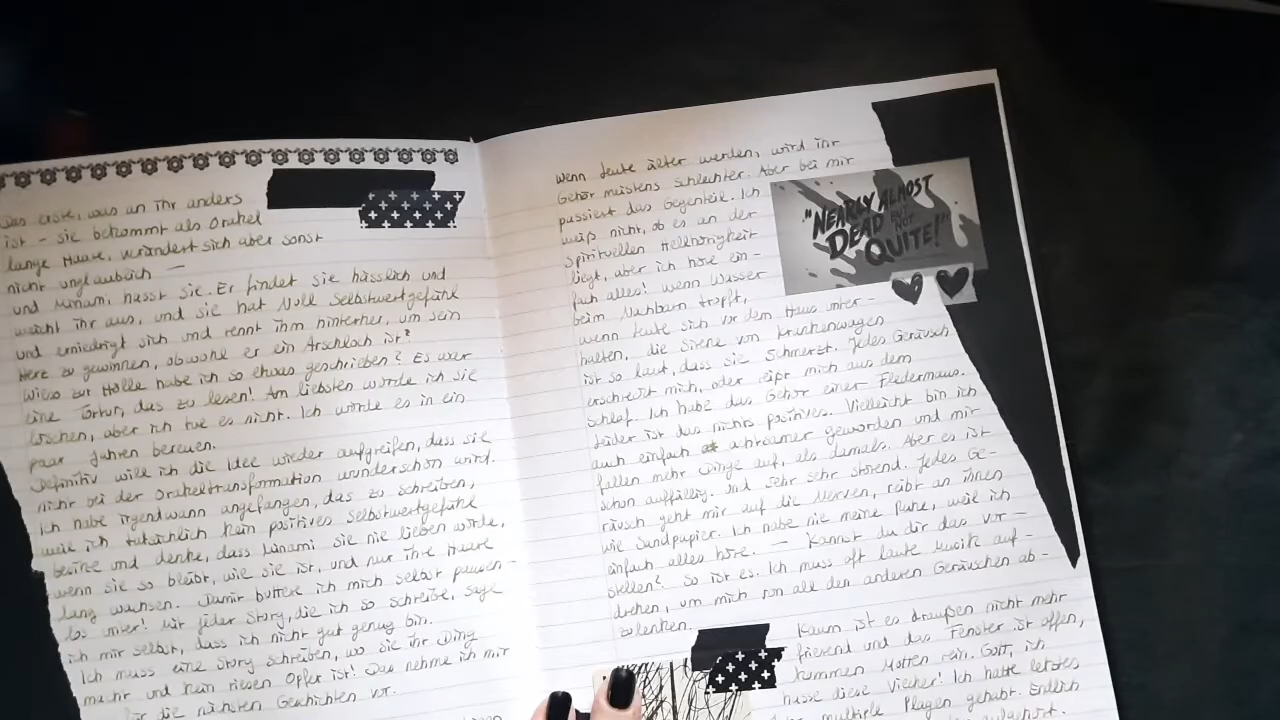 Das erste, was an ihr anders
ist - sie bekommt als Orakel
lange Haare, verändert sich aber sonst
nicht unglaublich —
und Minami hasst sie. Er findet sie hässlich und
weicht ihr aus, und sie hat Null Selbstwertgefühl
und erniedrigt sich und rennt ihm hinterher, um sein
Herz zu gewinnen, obwohl er ein Arschloch ist?
Wieso zur Hölle habe ich so etwas geschrieben? Es war
eine Tortur, das zu lesen! Am liebsten würde ich sie
löschen, aber ich tue es nicht. Ich würde es in ein
paar Jahren bereuen.
Definitiv will ich die Idee wieder aufgreifen, dass sie
nicht bei der Orakeltransformation wunderschön wird.
Ich habe irgendwann angefangen, das zu schreiben,
weil ich tatsächlich kein positives Selbstwertgefühl
besitze und denke, dass Minami sie nie lieben würde,
wenn sie so bleibt, wie sie ist, und nur ihre Haare
lang wachsen. Damit buttere ich mich selbst pausen-
los unter! Mit jeder Story, die ich so schreibe, sage
ich mir selbst, dass ich nicht gut genug bin.
Ich muss eine Story schreiben, wo sie ihr Ding
macht und kein riesen Opfer ist! Das nehme ich mir
für die nächsten Geschichten vor.
wenn Leute älter werden, wird ihr
Gehör meistens schlechter. Aber bei mir
passiert das Gegenteil. Ich
weiß nicht, ob es an der
spirituellen Hellhörigkeit
liegt, aber ich höre ein-
fach alles! Wenn Wasser
beim Nachbarn tropft,
wenn Leute sich vor dem Haus unter-
halten, die Sirene von Krankenwagen
ist so laut, dass sie schmerzt. Jedes Geräusch
erschreckt mich, oder reißt mich aus dem
Schlaf. Ich habe das Gehör einer Fledermaus.
Leider ist das nichts positives. Vielleicht bin ich
auch einfach achtsamer geworden und mir
fallen mehr Dinge auf, als damals. Aber es ist
schon auffällig. Und sehr sehr störend. Jedes Ge-
räusch geht mir auf die Nerven, reibt an ihnen
wie Sandpapier. Ich habe nie meine Ruhe, weil ich
einfach alles höre. — Kannst du dir das vor-
stellen? So ist es. Ich muss oft laute Musik auf-
drehen, um mich von all den anderen Geräuschen ab-
zulenken.
"NEARLY ALMOST
DEAD BUT NOT
QUITE!"
Kaum ist es draußen nicht mehr
frierend und das Fenster ist offen,
kommen Motten rein. Gott, ich
hasse diese Viecher! Ich hatte letztes
multiple Plagen gehabt. Endlich
aufgehört.